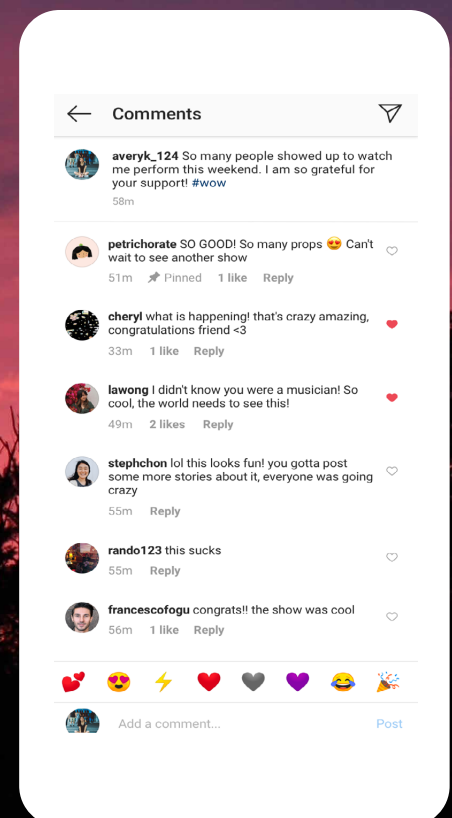 Comments
averyk_124 So many people showed up to watch
me perform this weekend. I am so grateful for
your support! #wow
58m
petrichorate SO GOOD! So many props 😍 Can't
wait to see another show
51m Pinned 1 like Reply
cheryl what is happening! that's crazy amazing,
congratulations friend <3
33m 1 like Reply
lawong I didn't know you were a musician! So
cool, the world needs to see this!
49m 2 likes Reply
stephchon lol this looks fun! you gotta post
some more stories about it, everyone was going
crazy
55m Reply
rando123 this sucks
55m Reply
francescofogu congrats!! the show was cool
56m 1 like Reply
Add a comment... Post